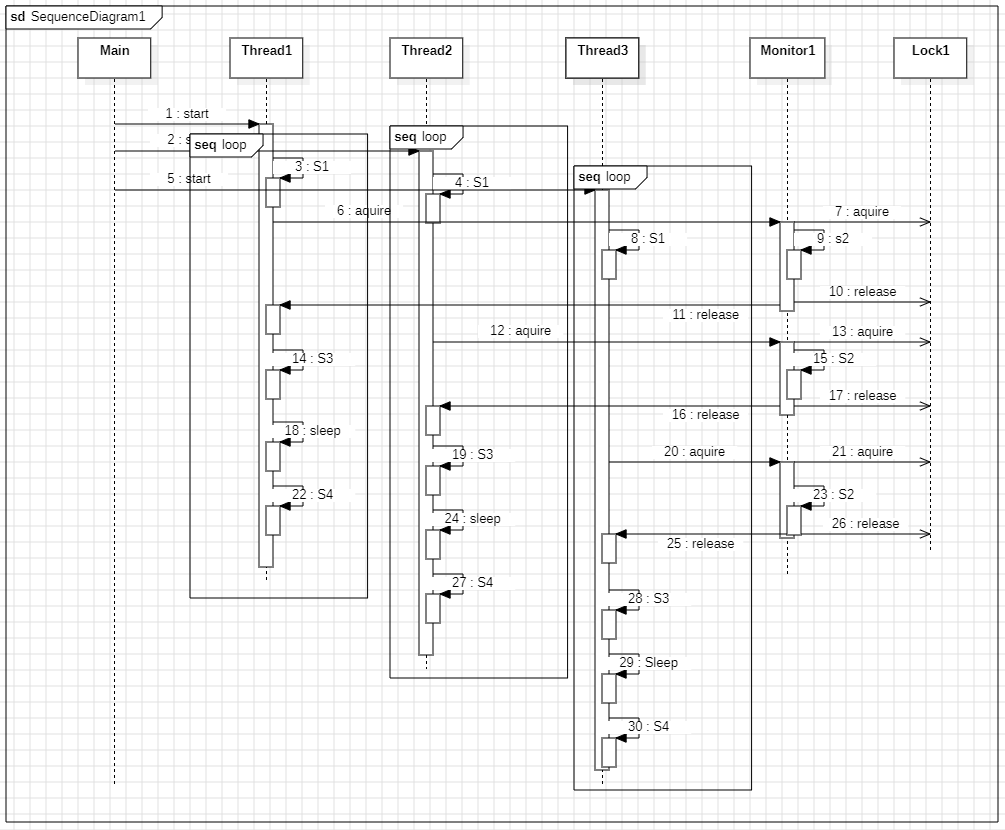 sd SequenceDiagram1
Main
Thread1
Thread2
Thread3
Monitor1
Lock1
1 : start
seq loop
2 : s
seq loop
3 : S1
5 : start
4 : S1
seq loop
6 : aquire
7 : aquire
8 : S1
9 : s2
10 : release
11 : release
12 : aquire
13 : aquire
14 : S3
15 : S2
17 : release
16 : release
18 : sleep
19 : S3
20 : aquire
21 : aquire
22 : S4
23 : S2
24 : sleep
26 : release
25 : release
27 : S4
28 : S3
29 : Sleep
30 : S4